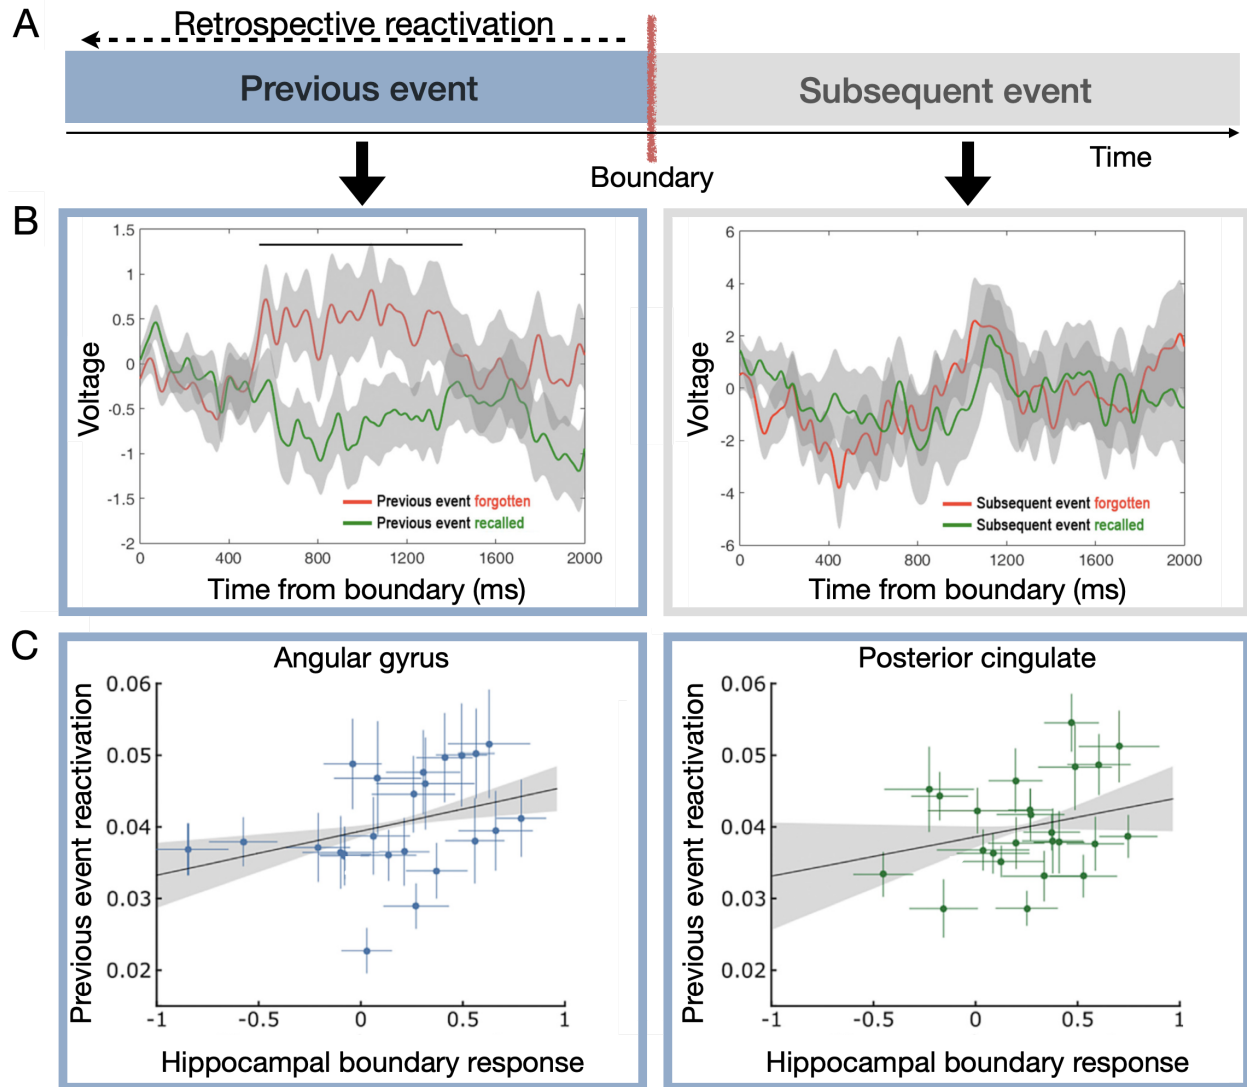 A
Retrospective reactivation
Previous event
Subsequent event
Time
Boundary
B
1.5
1
0.5
0
-0.5
-1
-1.5
-2
Voltage
Previous event forgotten
Previous event recalled
0 400 800 1200 1600 2000
Time from boundary (ms)
6
4
2
0
-2
-4
-6
Voltage
Subsequent event forgotten
Subsequent event recalled
0 400 800 1200 1600 2000
Time from boundary (ms)
C
Angular gyrus
0.06
0.05
0.04
0.03
0.02
Previous event reactivation
-1 -0.5 0 0.5 1
Hippocampal boundary response
Posterior cingulate
0.06
0.05
0.04
0.03
0.02
Previous event reactivation
-1 -0.5 0 0.5 1
Hippocampal boundary response